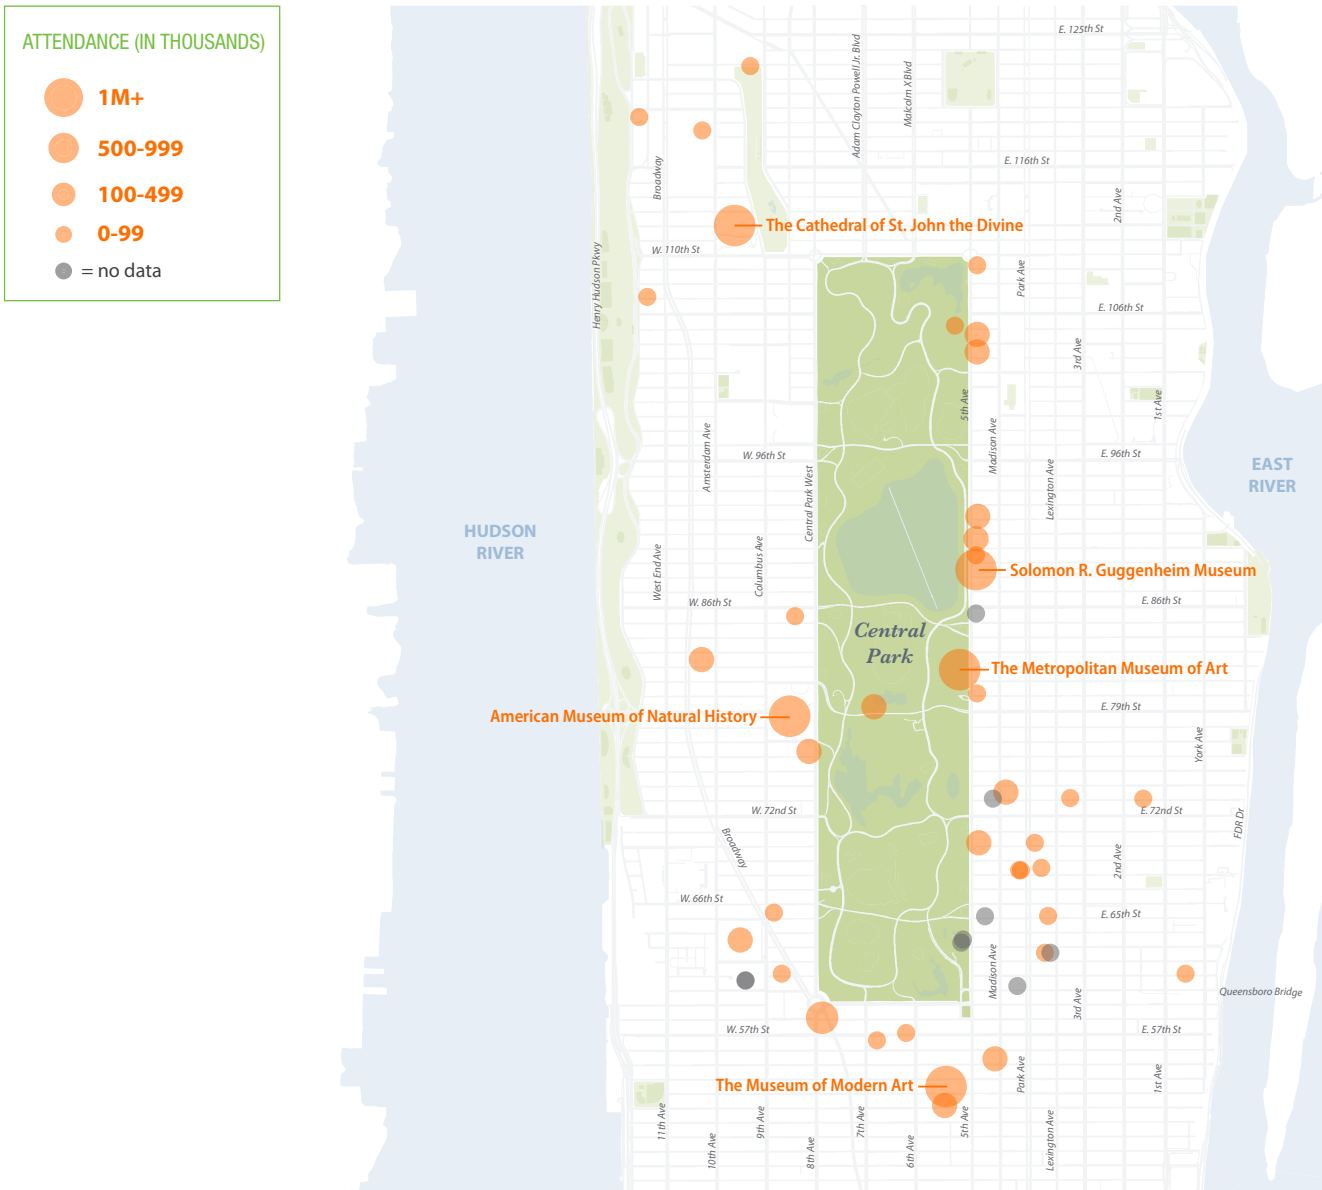 ATTENDANCE (IN THOUSANDS)
1M+
500-999
100-499
0-99
= no data
E. 125th St
Adam Clayton Powell Jr. Blvd
Malcolm X Blvd
Broadway
E. 116th St
2nd Ave
The Cathedral of St. John the Divine
W. 110th St
Henry Hudson Pkwy
Park Ave
E. 106th St
3rd Ave
5th Ave
1st Ave
Amsterdam Ave
Madison Ave
W. 96th St
E. 96th St
Central Park West
Lexington Ave
EAST
RIVER
HUDSON
RIVER
West End Ave
Columbus Ave
Solomon R. Guggenheim Museum
W. 86th St
E. 86th St
Central
Park
The Metropolitan Museum of Art
American Museum of Natural History
E. 79th St
York Ave
W. 72nd St
E. 72nd St
FDR Dr
Broadway
2nd Ave
W. 66th St
E. 65th St
Madison Ave
3rd Ave
Queensboro Bridge
W. 57th St
E. 57th St
The Museum of Modern Art
Park Ave
1st Ave
11th Ave
10th Ave
9th Ave
8th Ave
7th Ave
6th Ave
5th Ave
Lexington Ave